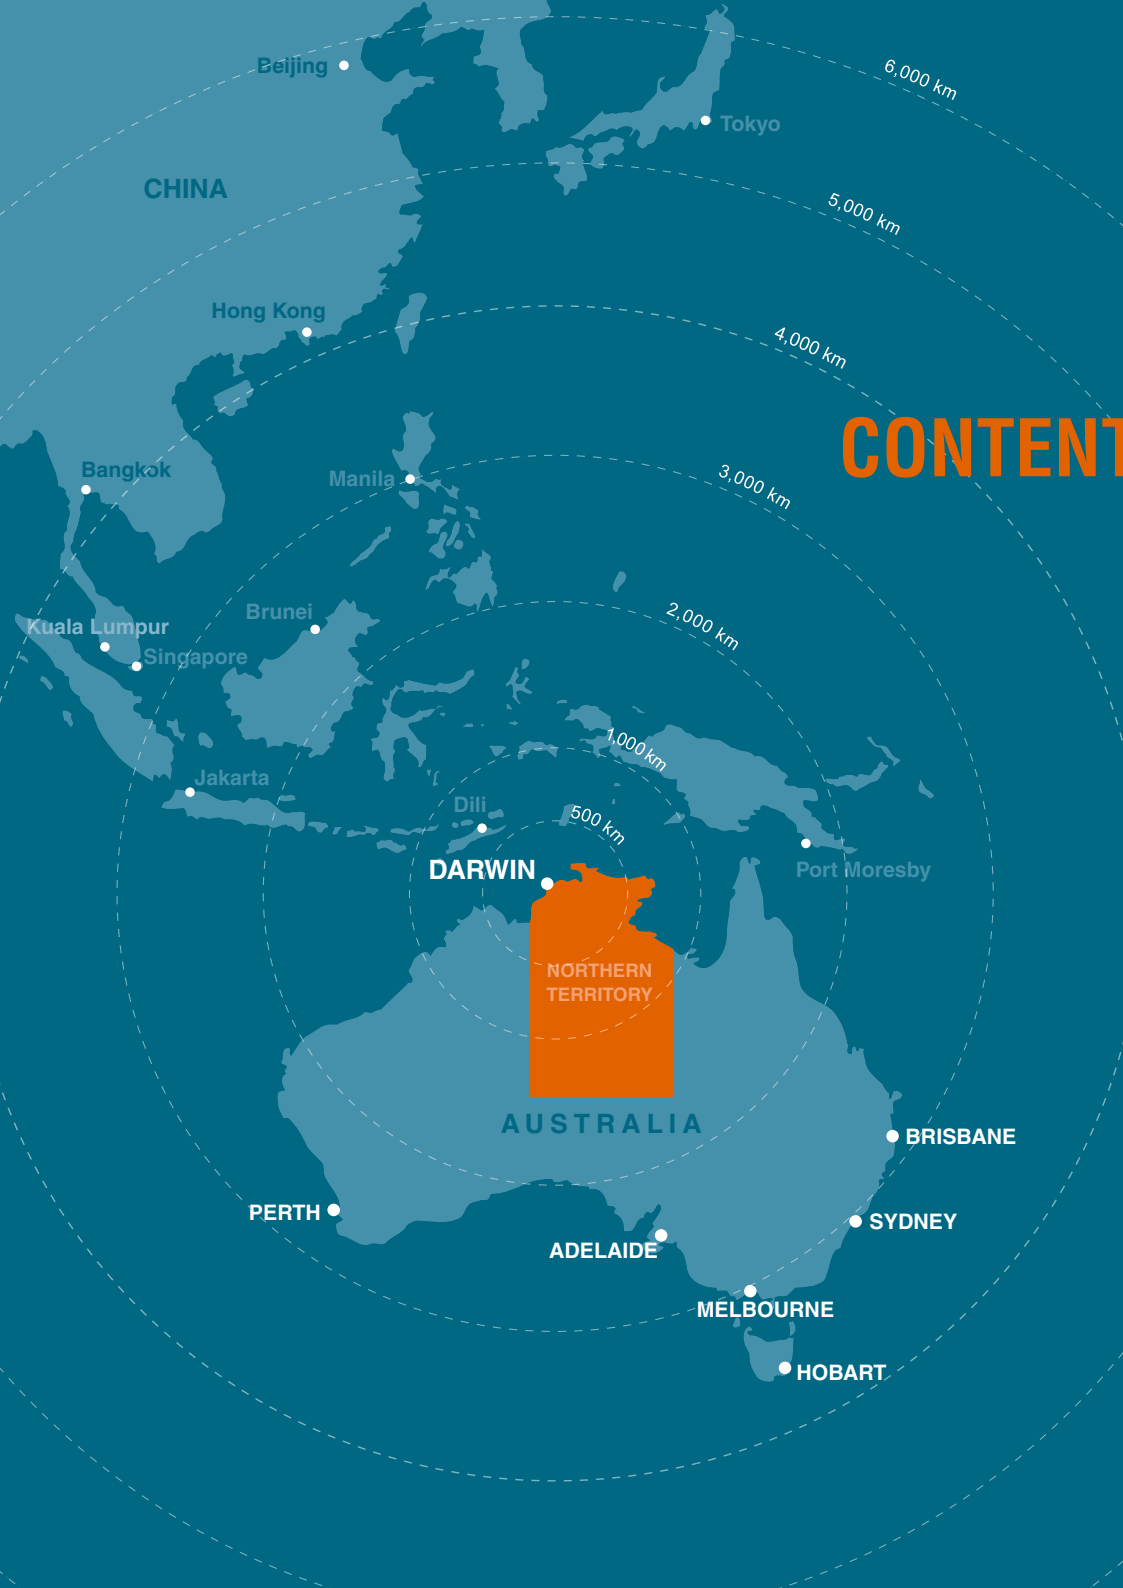 6,000 km
Beijing
Tokyo
CHINA
5,000 km
Hong Kong
4,000 km
CONTENT
Bangkok
Manila
3,000 km
Brunei
2,000 km
Kuala Lumpur
Singapore
1,000 km
Jakarta
Dili
500 km
DARWIN
Port Moresby
NORTHERN
TERRITORY
AUSTRALIA
BRISBANE
PERTH
SYDNEY
ADELAIDE
MELBOURNE
HOBART